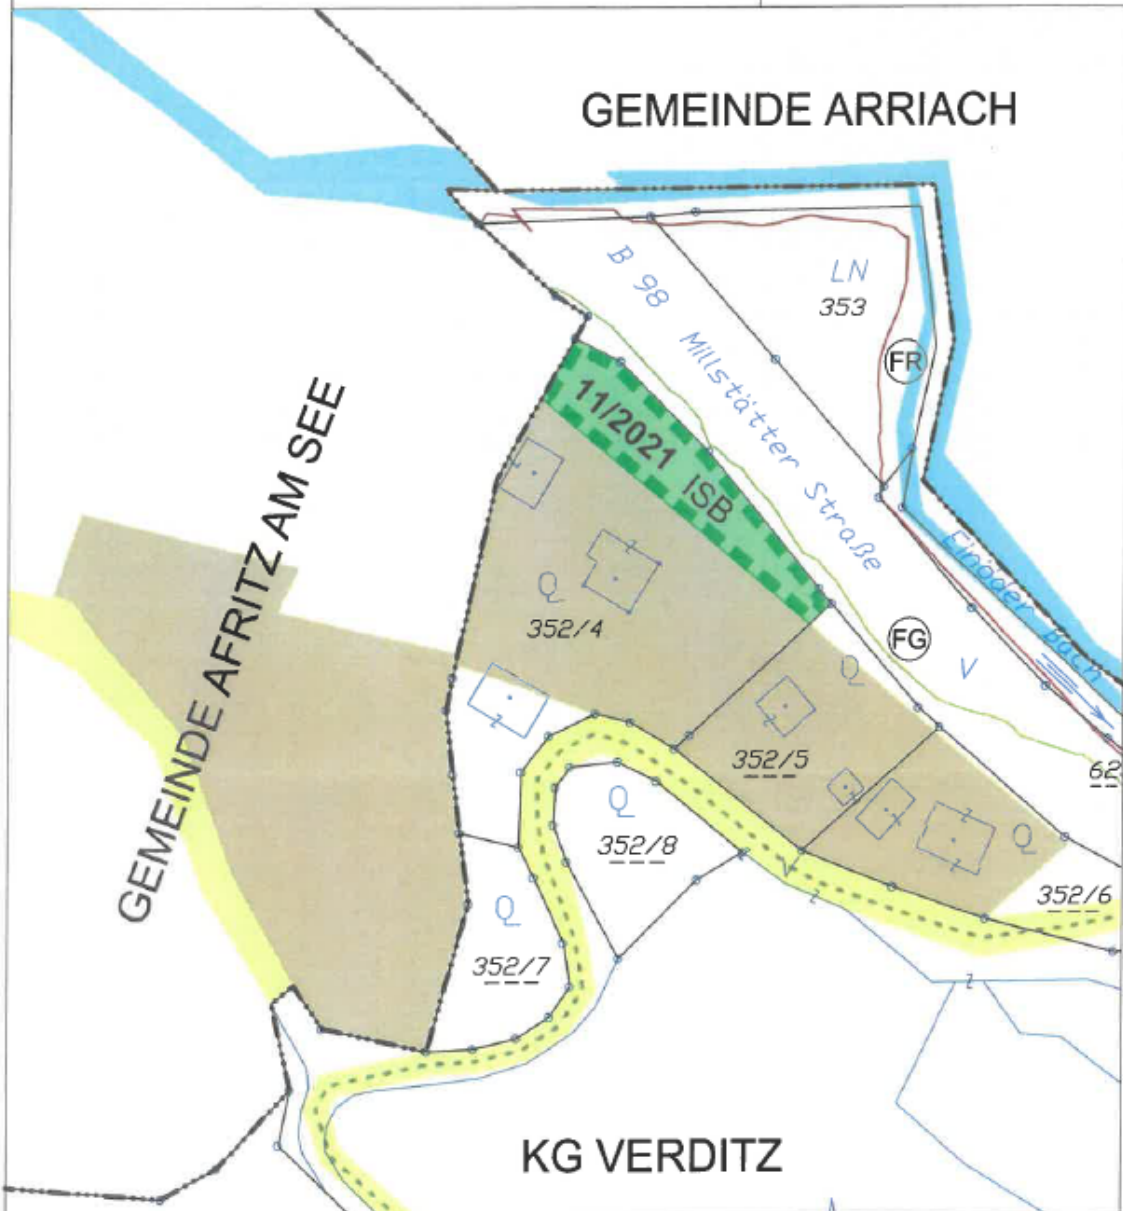 GEMEINDE ARRIACH
B 98 Millstätter Straße
LN
353
FR
GEMEINDE AFRITZ AM SEE
11/2021
ISB
Einöder Bach
Q
352/4
FG
V
Q
352/5
62
Q
352/8
Q
352/6
Q
352/7
KG VERDITZ